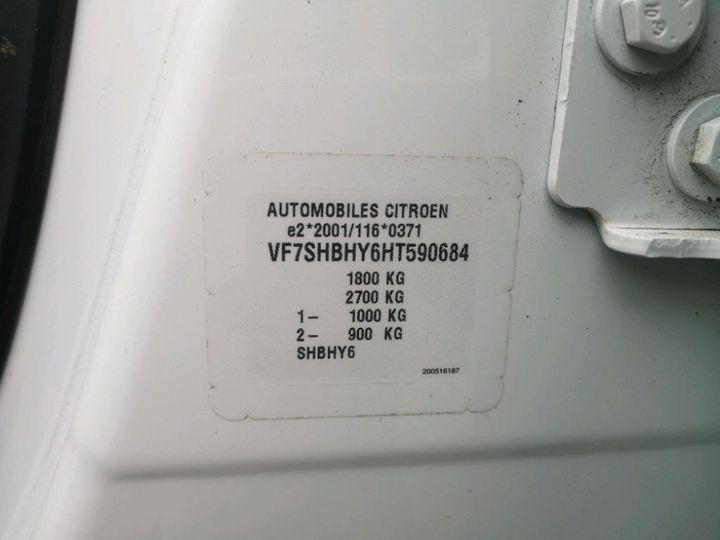 AUTOMOBILES CITROEN
e2*2001/116*0371
VF7SHBHY6HT590684
1800 KG
2700 KG
1– 1000 KG
2– 900 KG
SHBHY6
200516187